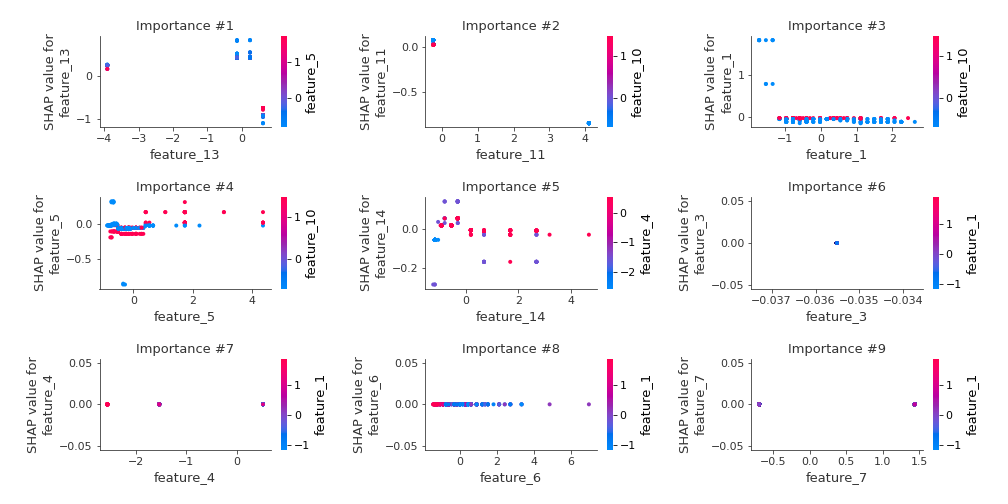 Importance #1
SHAP value for
feature_13
0
−1
−4
−3
−2
−1
0
feature_13
1
0
feature_5
Importance #2
SHAP value for
feature_11
0.0
−0.5
0
1
2
3
4
feature_11
1
0
feature_10
Importance #3
SHAP value for
feature_1
1
0
−1
0
1
2
feature_1
1
0
feature_10
Importance #4
SHAP value for
feature_5
0.0
−0.5
0
2
4
feature_5
1
0
feature_10
Importance #5
SHAP value for
feature_14
0.0
−0.2
0
2
4
feature_14
0
−1
−2
feature_4
Importance #6
SHAP value for
feature_3
0.05
0.00
−0.05
−0.037
−0.036
−0.035
−0.034
feature_3
1
0
−1
feature_1
Importance #7
SHAP value for
feature_4
0.05
0.00
−0.05
−2
−1
0
feature_4
1
0
−1
feature_1
Importance #8
SHAP value for
feature_6
0.05
0.00
−0.05
0
2
4
6
feature_6
1
0
−1
feature_1
Importance #9
SHAP value for
feature_7
0.05
0.00
−0.05
−0.5
0.0
0.5
1.0
1.5
feature_7
1
0
−1
feature_1